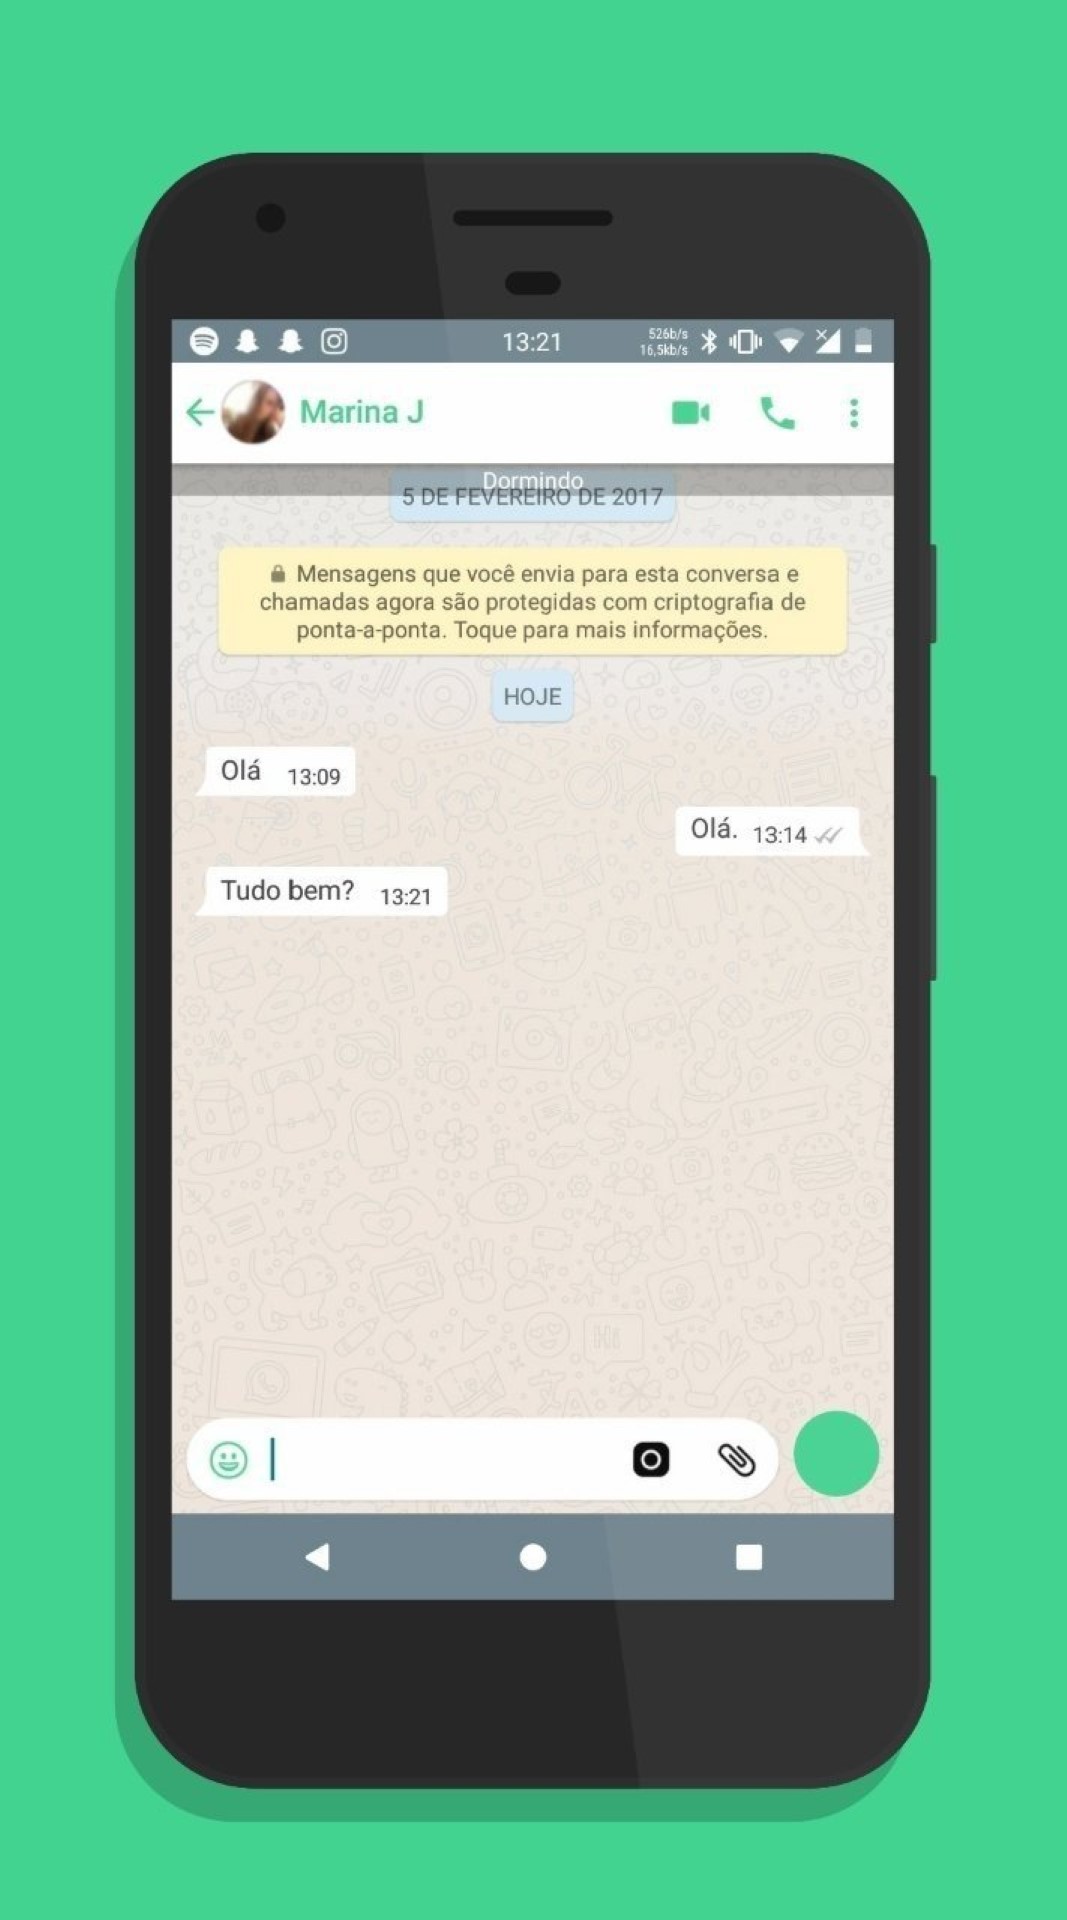 13:21
526b/s
16,5kb/s
Marina J
Dormindo
5 DE FEVEREIRO DE 2017
Mensagens que você envia para esta conversa e
chamadas agora são protegidas com criptografia de
ponta-a-ponta. Toque para mais informações.
HOJE
Olá 13:09
Olá. 13:14
Tudo bem? 13:21
BFF
Hi